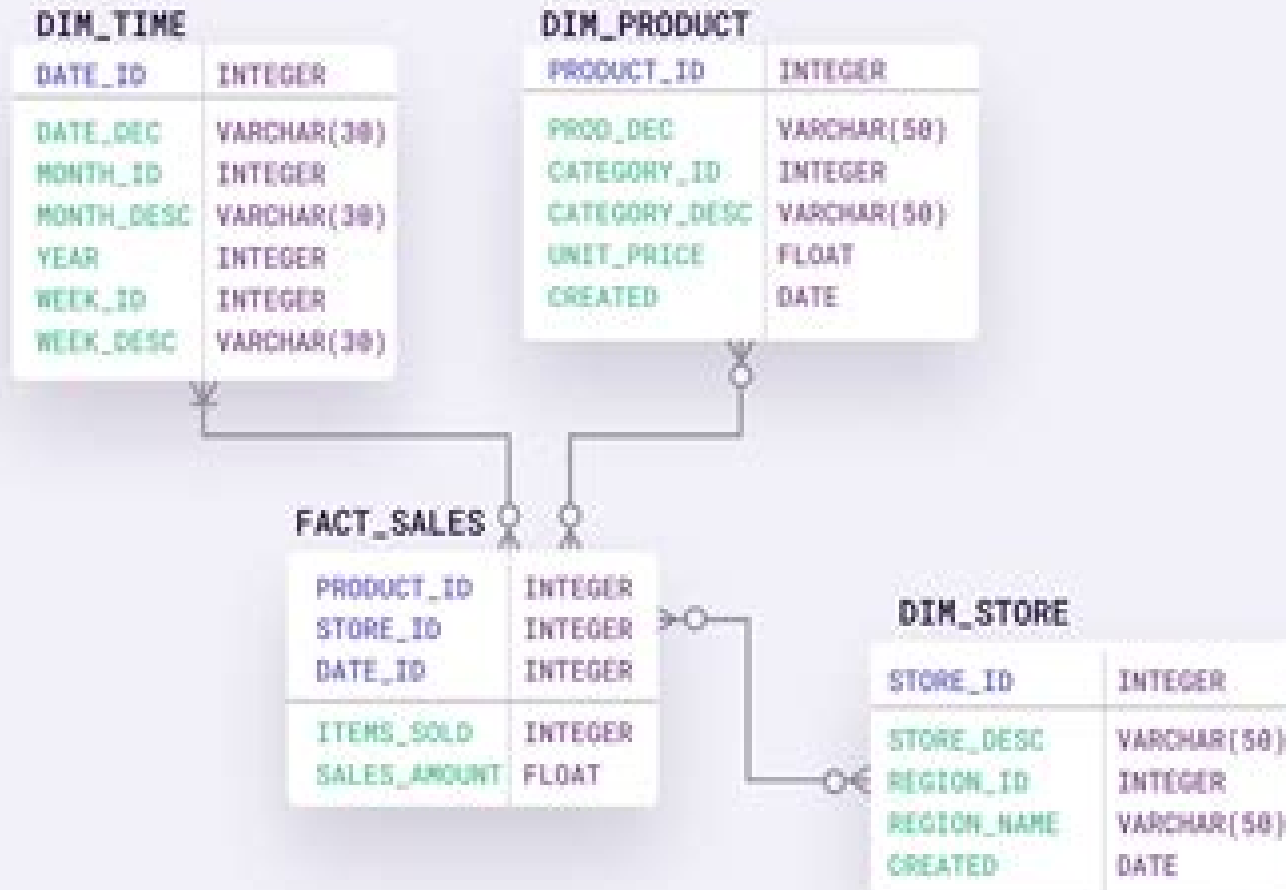 DIM_TIME
DATE_ID INTEGER
DATE_DEC VARCHAR(30)
MONTH_ID INTEGER
MONTH_DESC VARCHAR(30)
YEAR INTEGER
WEEK_ID INTEGER
WEEK_DESC VARCHAR(30)
DIM_PRODUCT
PRODUCT_ID INTEGER
PROD_DEC VARCHAR(50)
CATEGORY_ID INTEGER
CATEGORY_DESC VARCHAR(50)
UNIT_PRICE FLOAT
CREATED DATE
FACT_SALES
PRODUCT_ID INTEGER
STORE_ID INTEGER
DATE_ID INTEGER
ITEMS_SOLD INTEGER
SALES_AMOUNT FLOAT
DIM_STORE
STORE_ID INTEGER
STORE_DESC VARCHAR(50)
REGION_ID INTEGER
REGION_NAME VARCHAR(50)
CREATED DATE